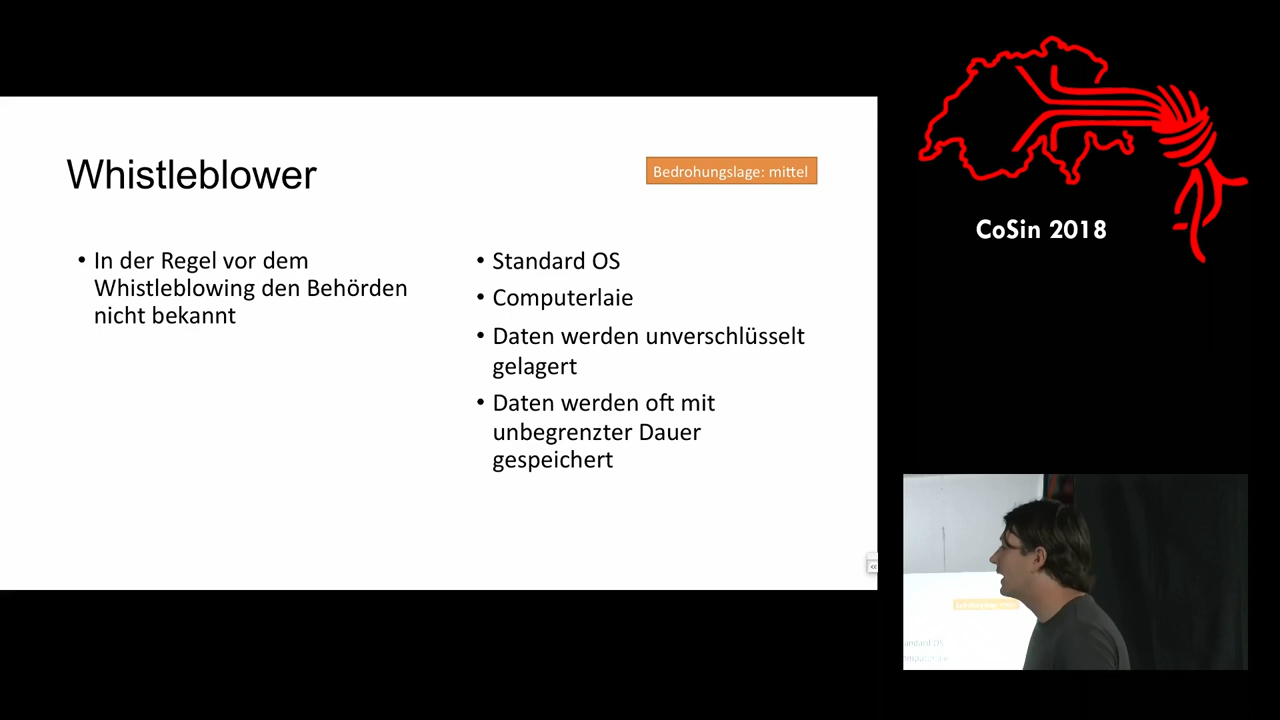 Whistleblower
Bedrohungslage: mittel
• In der Regel vor dem
Whistleblowing den Behörden
nicht bekannt
• Standard OS
• Computerlaie
• Daten werden unverschlüsselt
gelagert
• Daten werden oft mit
unbegrenzter Dauer
gespeichert
CoSin 2018